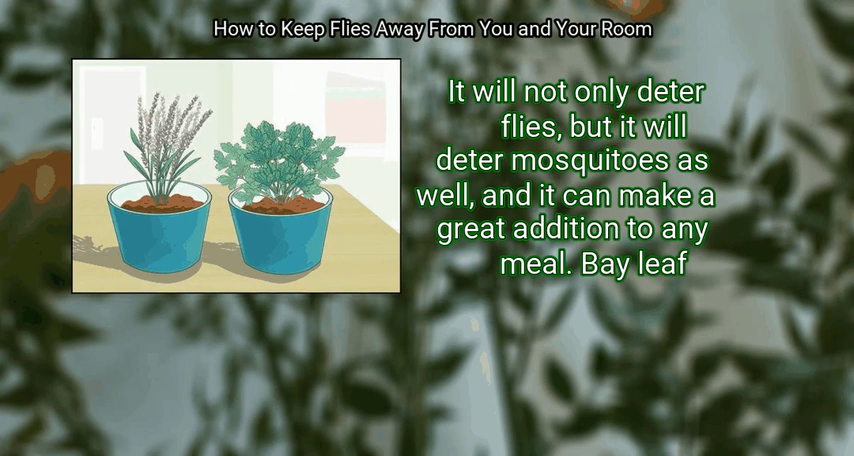 How to Keep Flies Away From You and Your Room
It will not only deter
flies, but it will
deter mosquitoes as
well, and it can make a
great addition to any
meal. Bay leaf